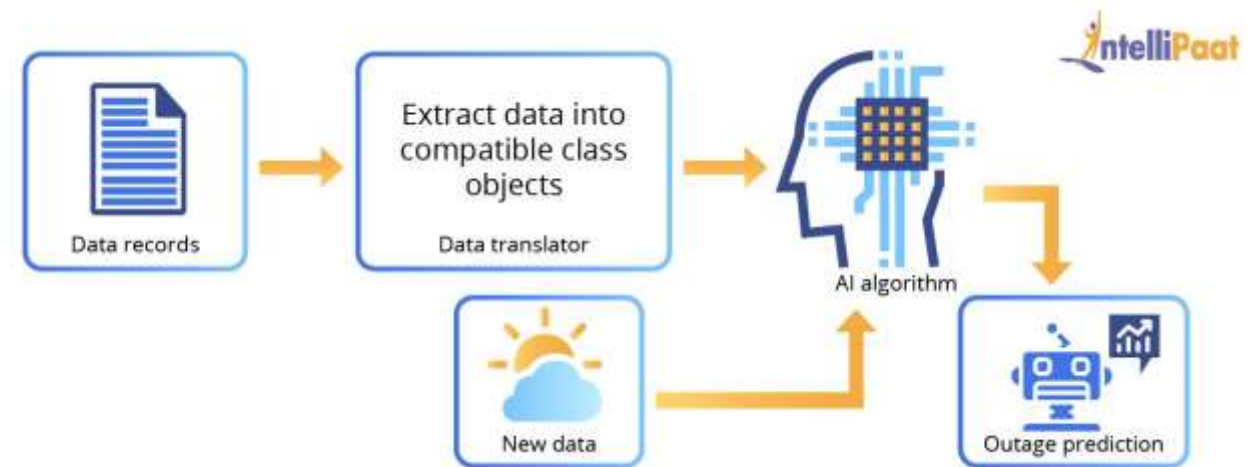 IntelliPaat
Extract data into
compatible class
objects
Data records
Data translator
AI algorithm
New data
Outage prediction